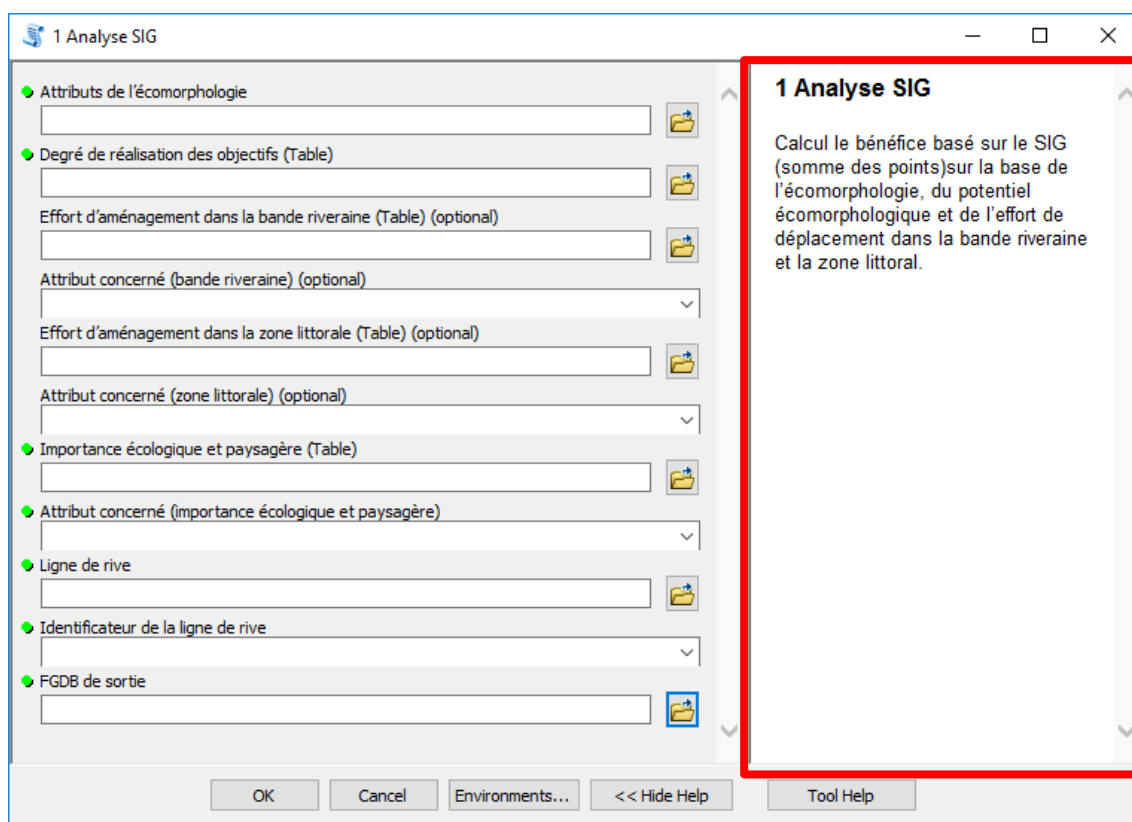 1 Analyse SIG
Attributs de l’écomorphologie
Degré de réalisation des objectifs (Table)
Effort d’aménagement dans la bande riveraine (Table) (optional)
Attribut concerné (bande riveraine) (optional)
Effort d’aménagement dans la zone littorale (Table) (optional)
Attribut concerné (zone littorale) (optional)
Importance écologique et paysagère (Table)
Attribut concerné (importance écologique et paysagère)
Ligne de rive
Identificateur de la ligne de rive
FGDB de sortie
1 Analyse SIG
Calcul le bénéfice basé sur le SIG
(somme des points)sur la base de
l’écomorphologie, du potentiel
écomorphologique et de l’effort de
déplacement dans la bande riveraine
et la zone littoral.
OK
Cancel
Environments...
<< Hide Help
Tool Help